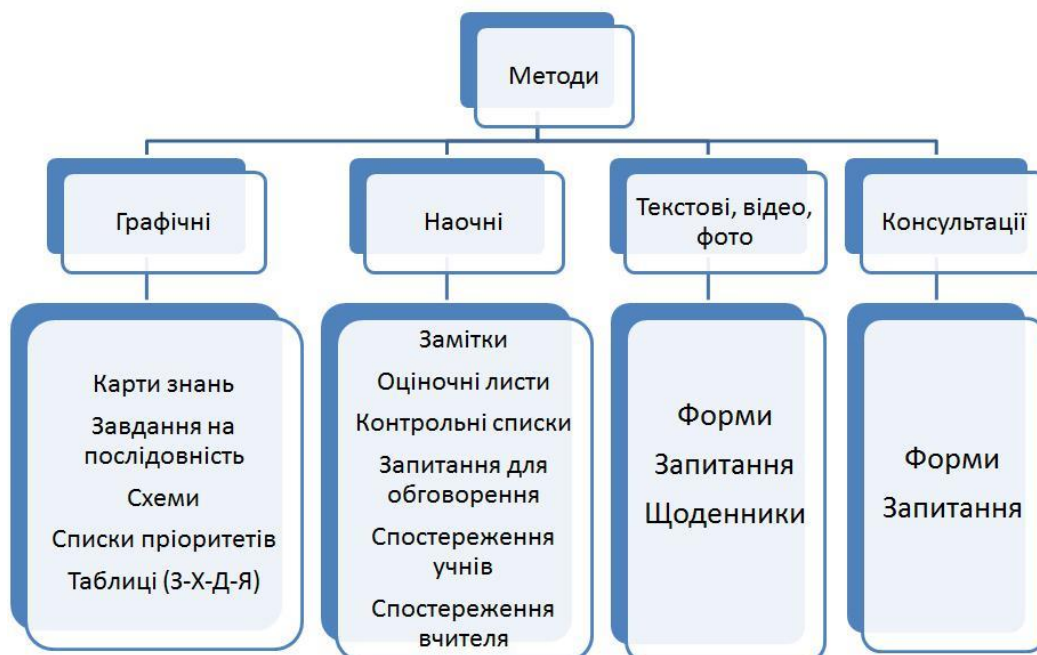 Методи
Графічні
Наочні
Текстові, відео,
фото
Консультації
Карти знань
Завдання на
послідовність
Схеми
Списки пріоритетів
Таблиці (З-Х-Д-Я)
Замітки
Оціночні листи
Контрольні списки
Запитання для
обговорення
Спостереження
учнів
Спостереження
вчителя
Форми
Запитання
Щоденники
Форми
Запитання